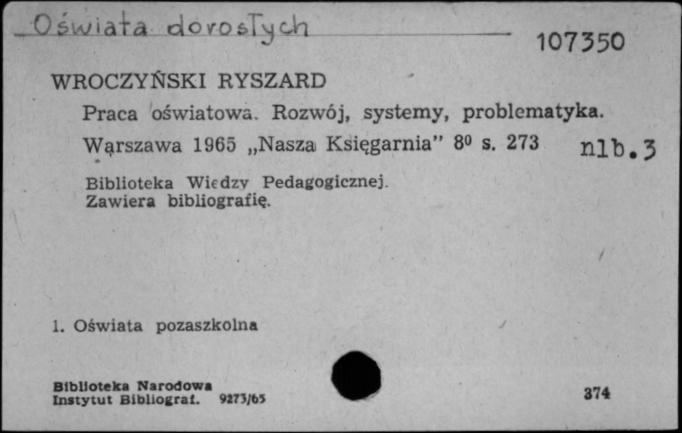 Oświata dorosłych
107350
WROCZYŃSKI RYSZARD
Praca oświatowa. Rozwój, systemy, problematyka.
Warszawa 1965 „Nasza Księgarnia” 8⁰ s. 273 nlb. 3
Biblioteka Wiedzy Pedagogicznej.
Zawiera bibliografię.
1. Oświata pozaszkolna
Biblioteka Narodowa
Instytut Bibliograf. 9273/65
374